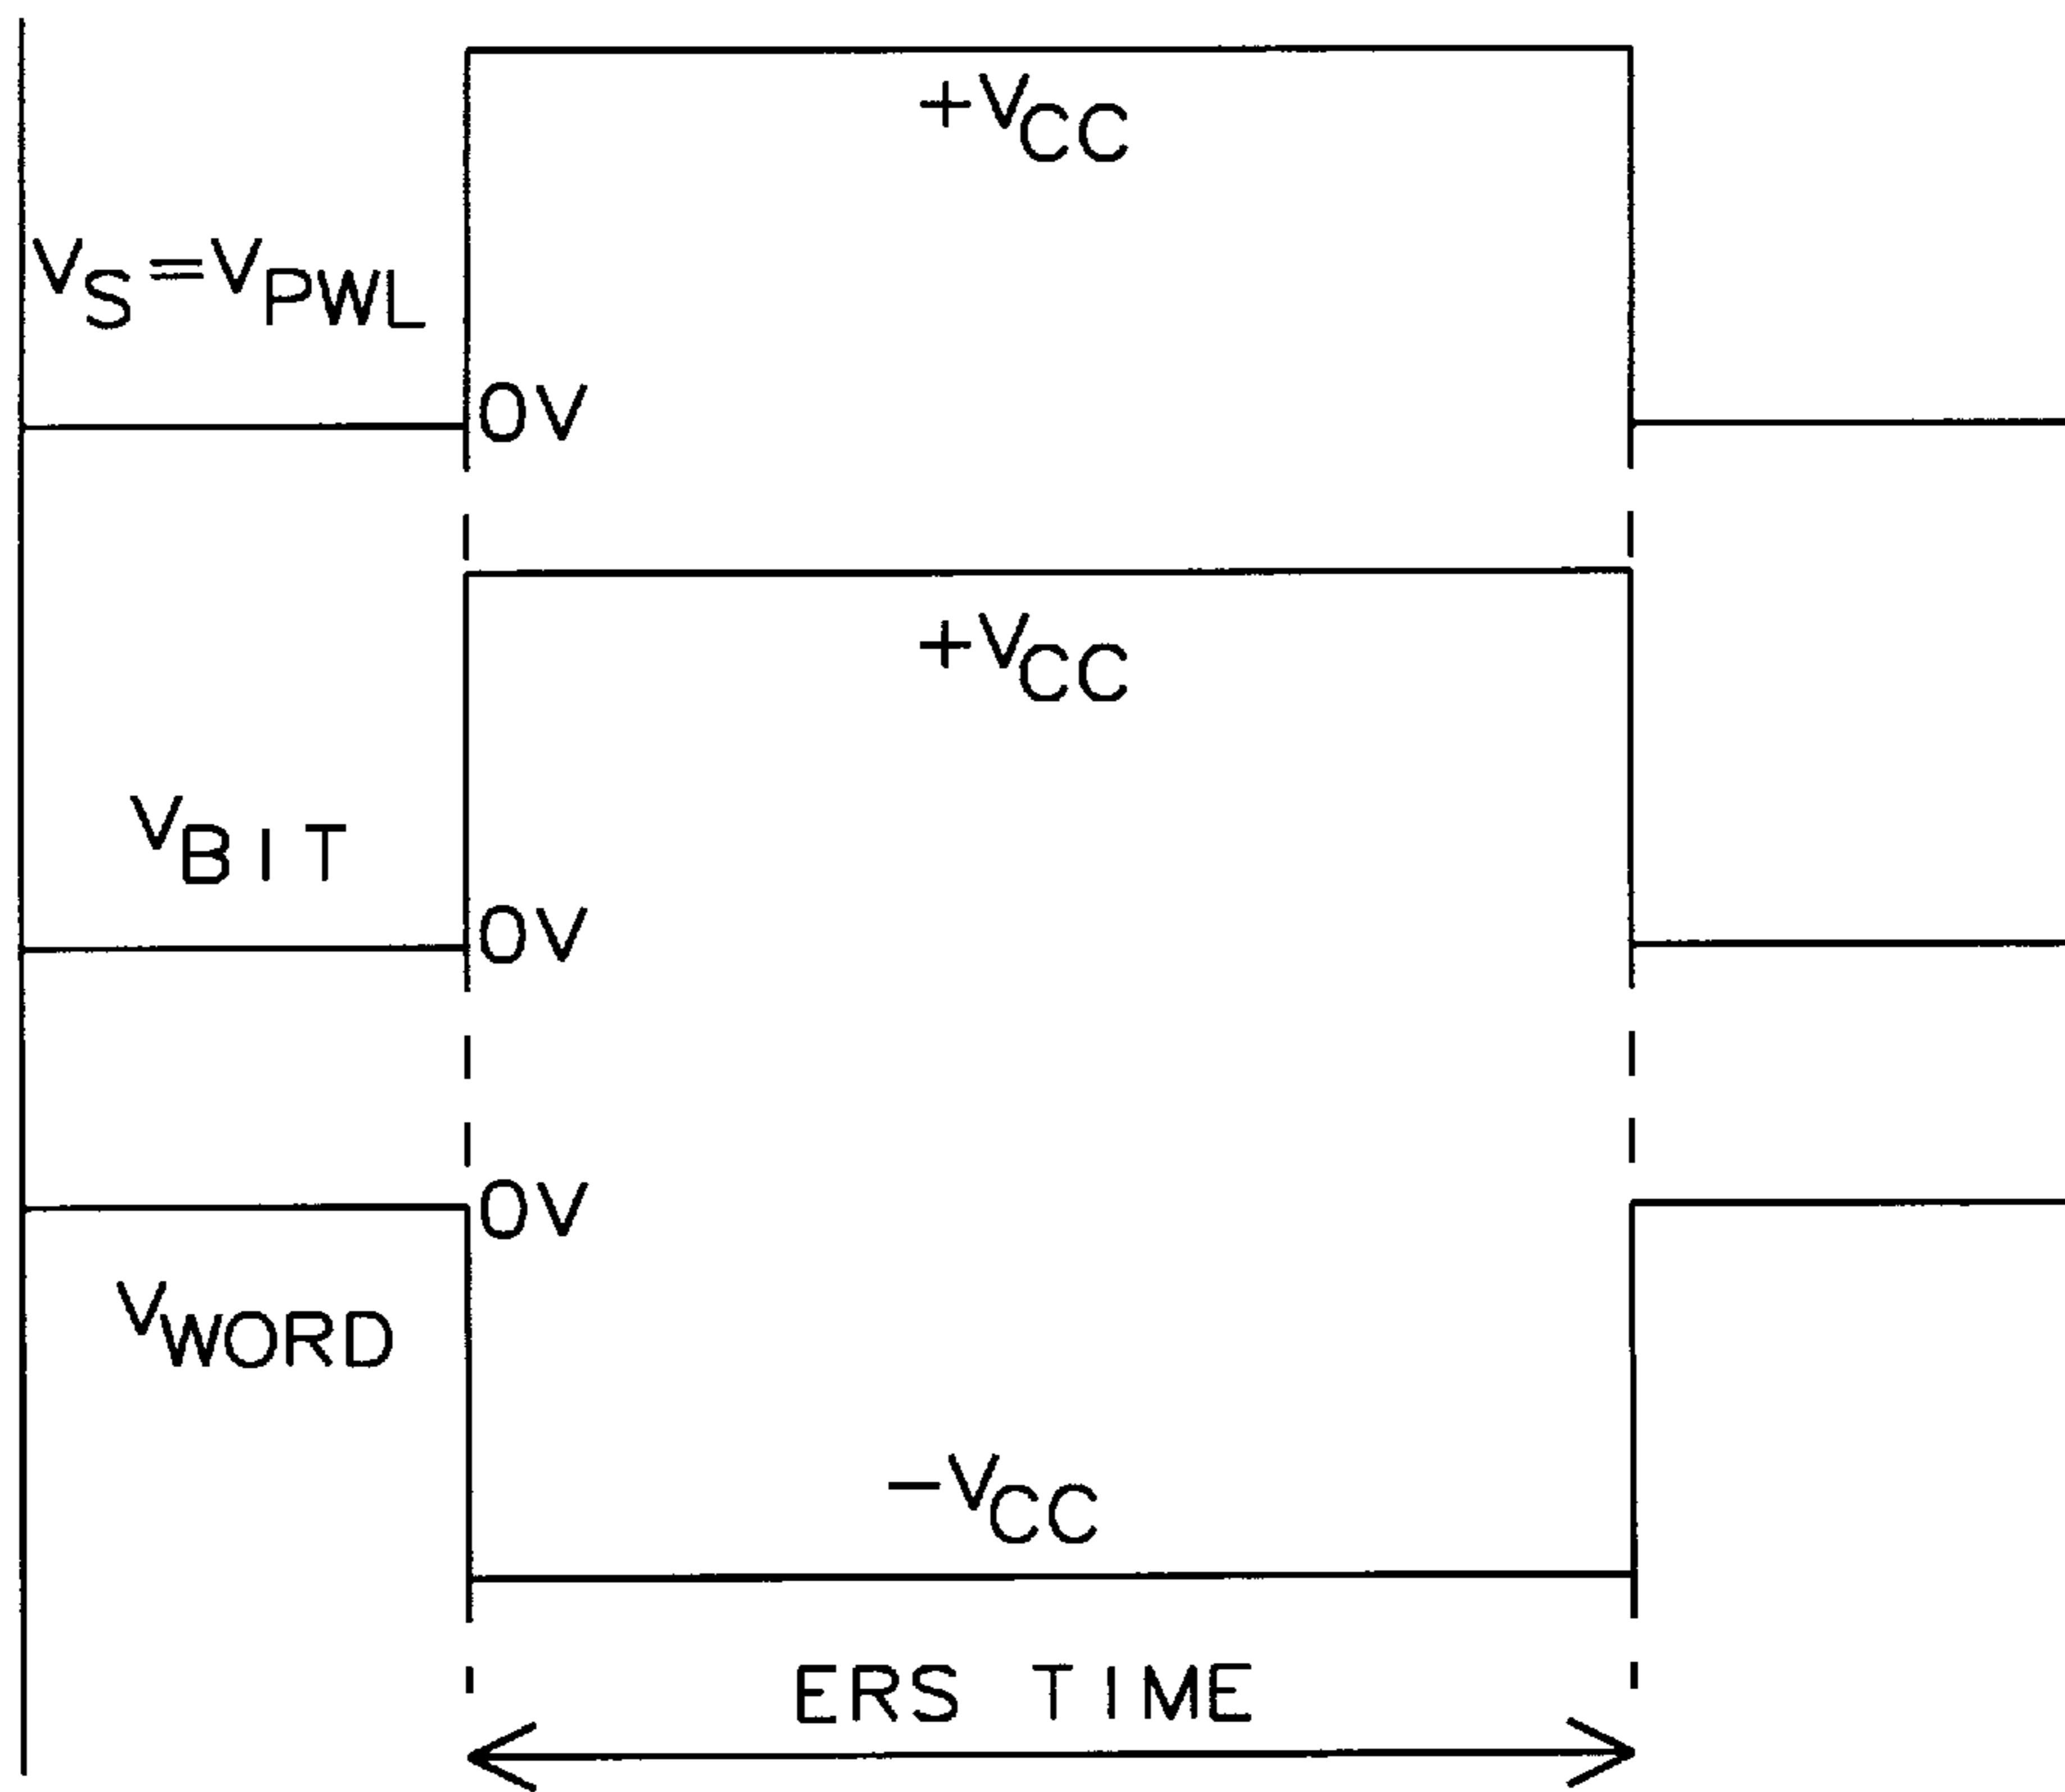 +VCC
VS=VPWL
0V
+VCC
VBIT
0V
0V
VWORD
-VCC
ERS TIME